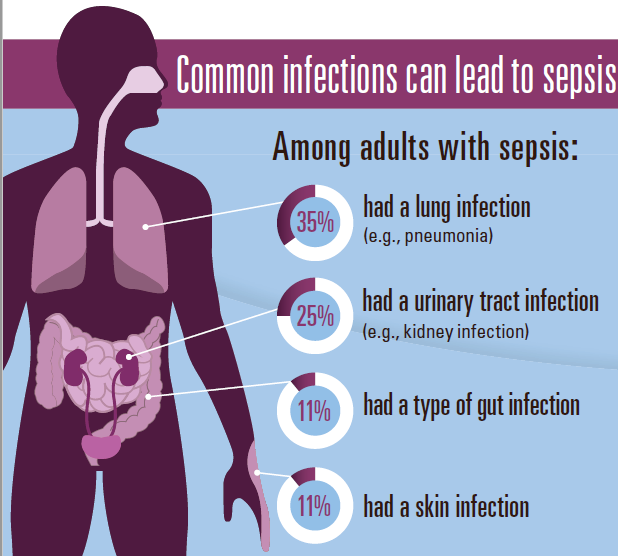 Common infections can lead to sepsis
Among adults with sepsis:
35%
had a lung infection
(e.g., pneumonia)
25%
had a urinary tract infection
(e.g., kidney infection)
11%
had a type of gut infection
11%
had a skin infection